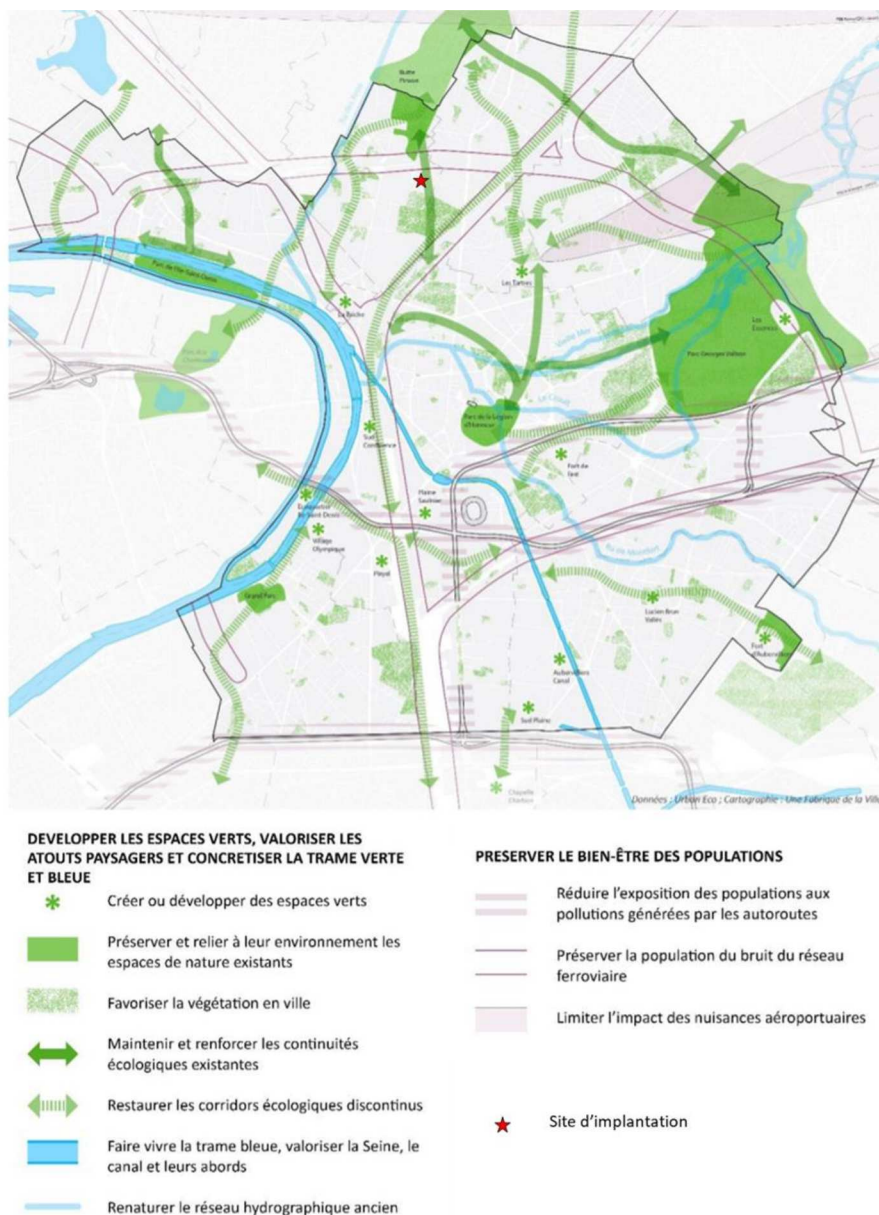 Butte
Pinson
Parc de l'Ile Saint-Denis
La Briche
Les Tartres
Vieille Mer
Les
Essences
Parc Georges Valbon
Parc de la Légion
d'Honneur
Sud
Confluence
Fort de
l'est
Plaine
Saulnier
Village
Olympique
Pleyel
Ru de Montfort
Grand Parc
Lucien Brun
Valles
Fort
d'Aubervilliers
Aubervilliers
Canal
Sud Plaine
Chapelle
Charbon
Données : Urban Eco ; Cartographie : Une Fabrique de la Ville
DEVELOPPER LES ESPACES VERTS, VALORISER LES
ATOUTS PAYSAGERS ET CONCRETISER LA TRAME VERTE
ET BLEUE
Créer ou développer des espaces verts
Préserver et relier à leur environnement les
espaces de nature existants
Favoriser la végétation en ville
Maintenir et renforcer les continuités
écologiques existantes
Restaurer les corridors écologiques discontinus
Faire vivre la trame bleue, valoriser la Seine, le
canal et leurs abords
Renaturer le réseau hydrographique ancien
PRESERVER LE BIEN-ÊTRE DES POPULATIONS
Réduire l'exposition des populations aux
pollutions générées par les autoroutes
Préserver la population du bruit du réseau
ferroviaire
Limiter l'impact des nuisances aéroportuaires
Site d'implantation